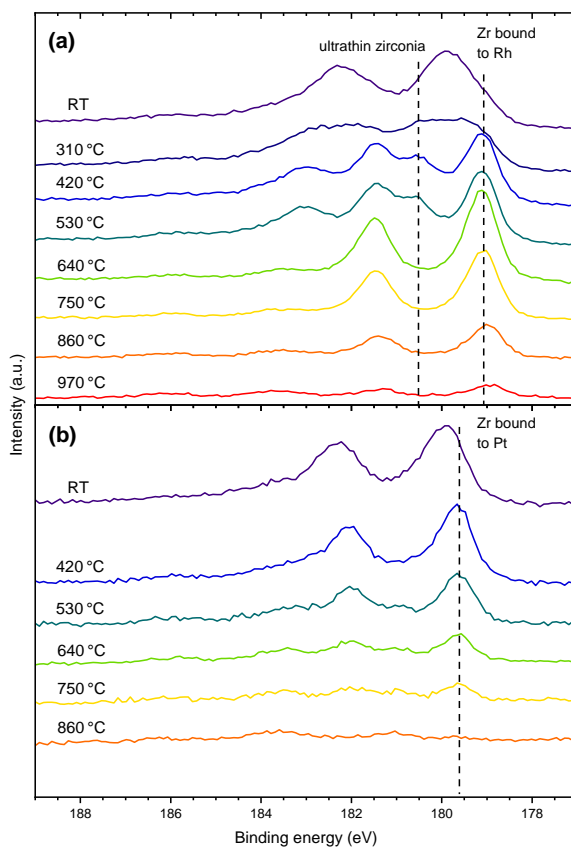 (a)
ultrathin zirconia
Zr bound
to Rh
RT
310 °C
420 °C
530 °C
640 °C
750 °C
860 °C
970 °C
Intensity (a.u.)
(b)
Zr bound
to Pt
RT
420 °C
530 °C
640 °C
750 °C
860 °C
188
186
184
182
180
178
Binding energy (eV)